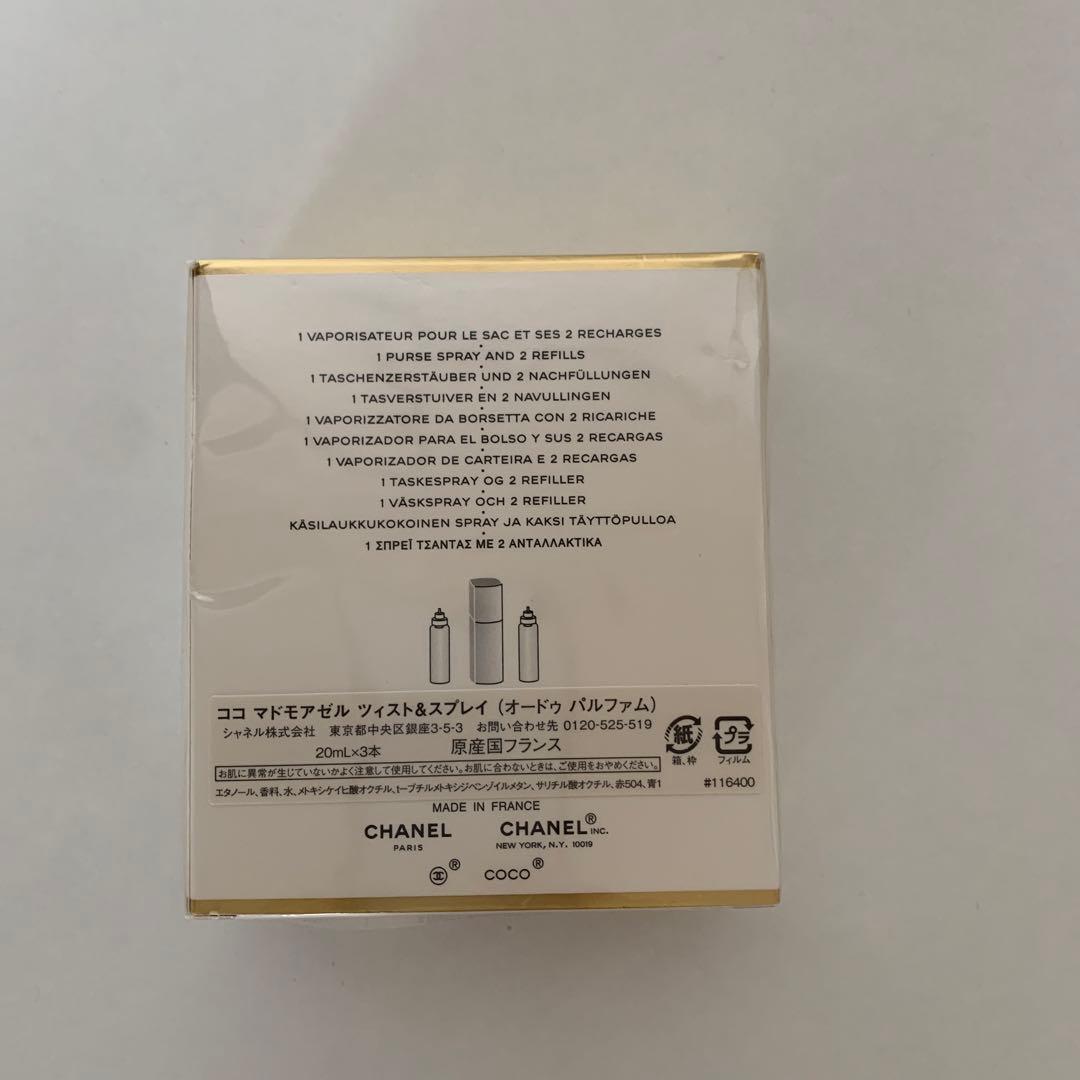 1 VAPORISATEUR POUR LE SAC ET SES 2 RECHARGES
1 PURSE SPRAY AND 2 REFILLS
1 TASCHENZERSTÄUBER UND 2 NACHFÜLLUNGEN
1 TASVERSTUIVER EN 2 NAVULLINGEN
1 VAPORIZZATORE DA BORSETTA CON 2 RICARICHE
1 VAPORIZADOR PARA EL BOLSO Y SUS 2 RECARGAS
1 VAPORIZADOR DE CARTEIRA E 2 RECARGAS
1 TASKESPRAY OG 2 REFILLER
1 VÄSKSPRAY OCH 2 REFILLER
KÄSILAUKKUKOKOINEN SPRAY JA KAKSI TÄYTTÖPULLOA
1 ΣΠΡΕΪ ΤΣΑΝΤΑΣ ΜΕ 2 ΑΝΤΑΛΛΑΚΤΙΚΑ
ココ マドモアゼル ツィスト&スプレイ (オードゥ パルファム)
シャネル株式会社 東京都中央区銀座3-5-3 お問い合わせ先 0120-525-519
20mL×3本 原産国フランス
紙 箱、枠
プラ フィルム
お肌に異常が生じていないかよく注意して使用してください。お肌に合わないときは、ご使用をおやめください。
エタノール、香料、水、メトキシケイヒ酸オクチル、t-ブチルメトキシジベンゾイルメタン、サリチル酸オクチル、赤504、青1
#116400
MADE IN FRANCE
CHANEL CHANEL® INC.
PARIS NEW YORK, N.Y. 10019
® COCO®